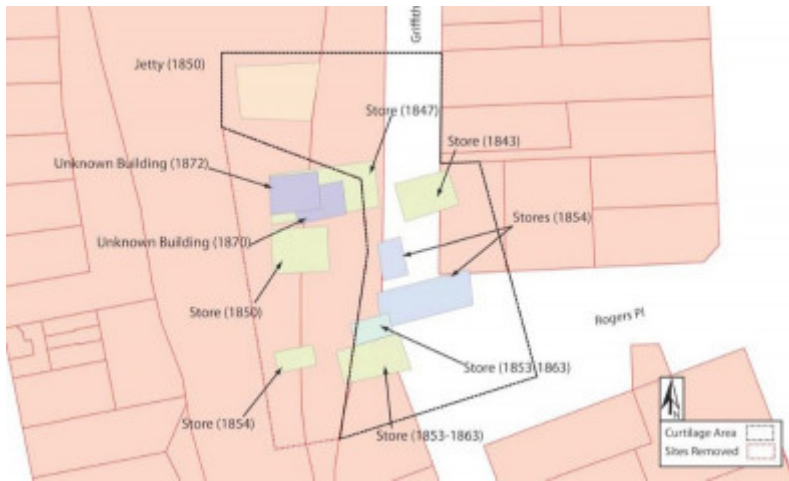 Griffith
Jetty (1850)
Store (1847)
Store (1843)
Unknown Building (1872)
Stores (1854)
Unknown Building (1870)
Store (1850)
Rogers Pl
Store (1853-1863)
Store (1854)
Store (1853-1863)
N
Curtilage Area
Sites Removed